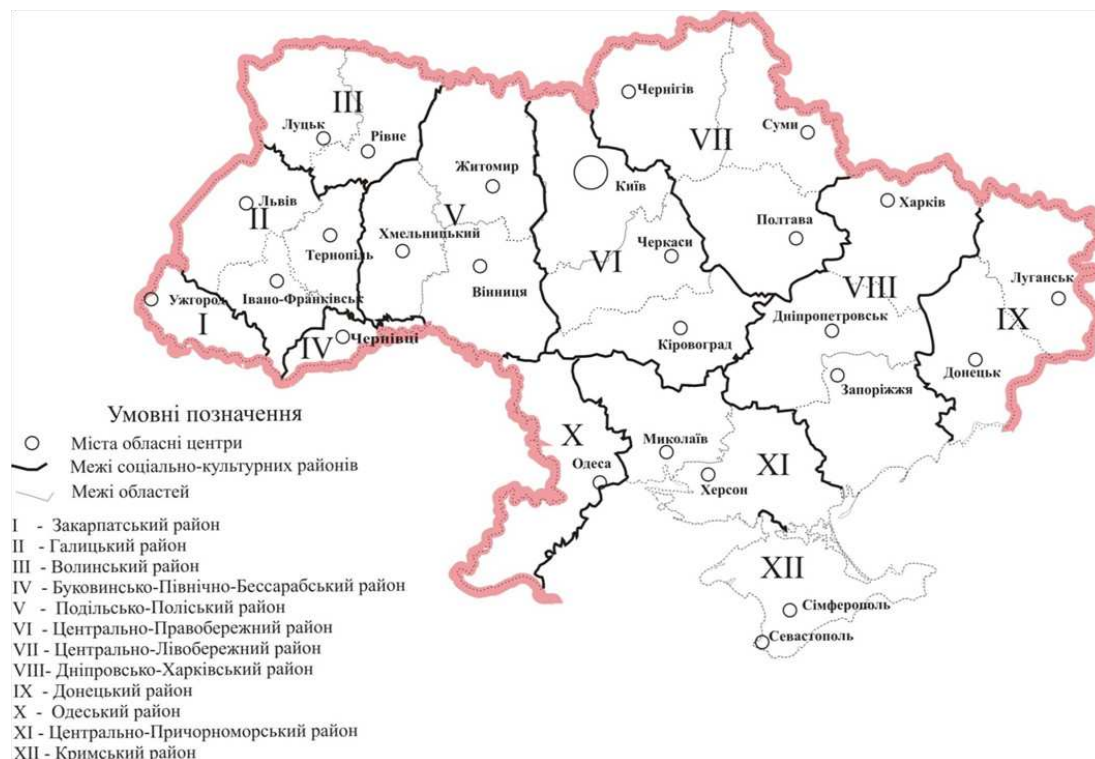 Чернігів
VII
Суми
III
Луцьк
Рівне
Житомир
Київ
Харків
Львів
II
V
Полтава
Хмельницький
Черкаси
Тернопіль
VI
Вінниця
Луганськ
VIII
Ужгород
Івано-Франківськ
I
IX
Дніпропетровськ
IV
Чернівці
Кіровоград
Донецьк
Запоріжжя
X
Миколаїв
Одеса
XI
Херсон
XII
Сімферополь
Севастополь
Умовні позначення
Міста обласні центри
Межі соціально-культурних районів
Межі областей
I - Закарпатський район
II - Галицький район
III - Волинський район
IV - Буковинсько-Північно-Бессарабський район
V - Подільсько-Поліський район
VI - Центрально-Правобережний район
VII - Центрально-Лівобережний район
VIII- Дніпровсько-Харківський район
IX - Донецький район
X - Одеський район
XI - Центрально-Причорноморський район
XII - Кримський район